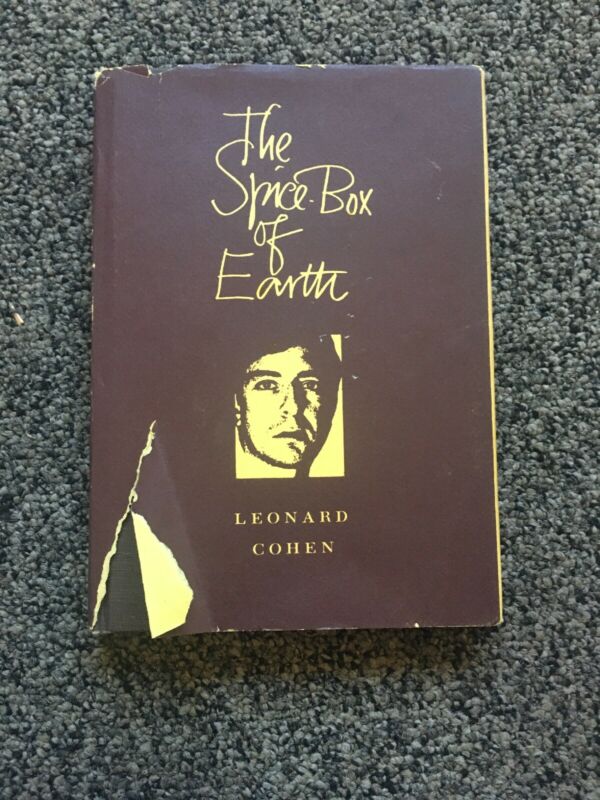 The
Spice-Box
of
Earth
LEONARD
COHEN